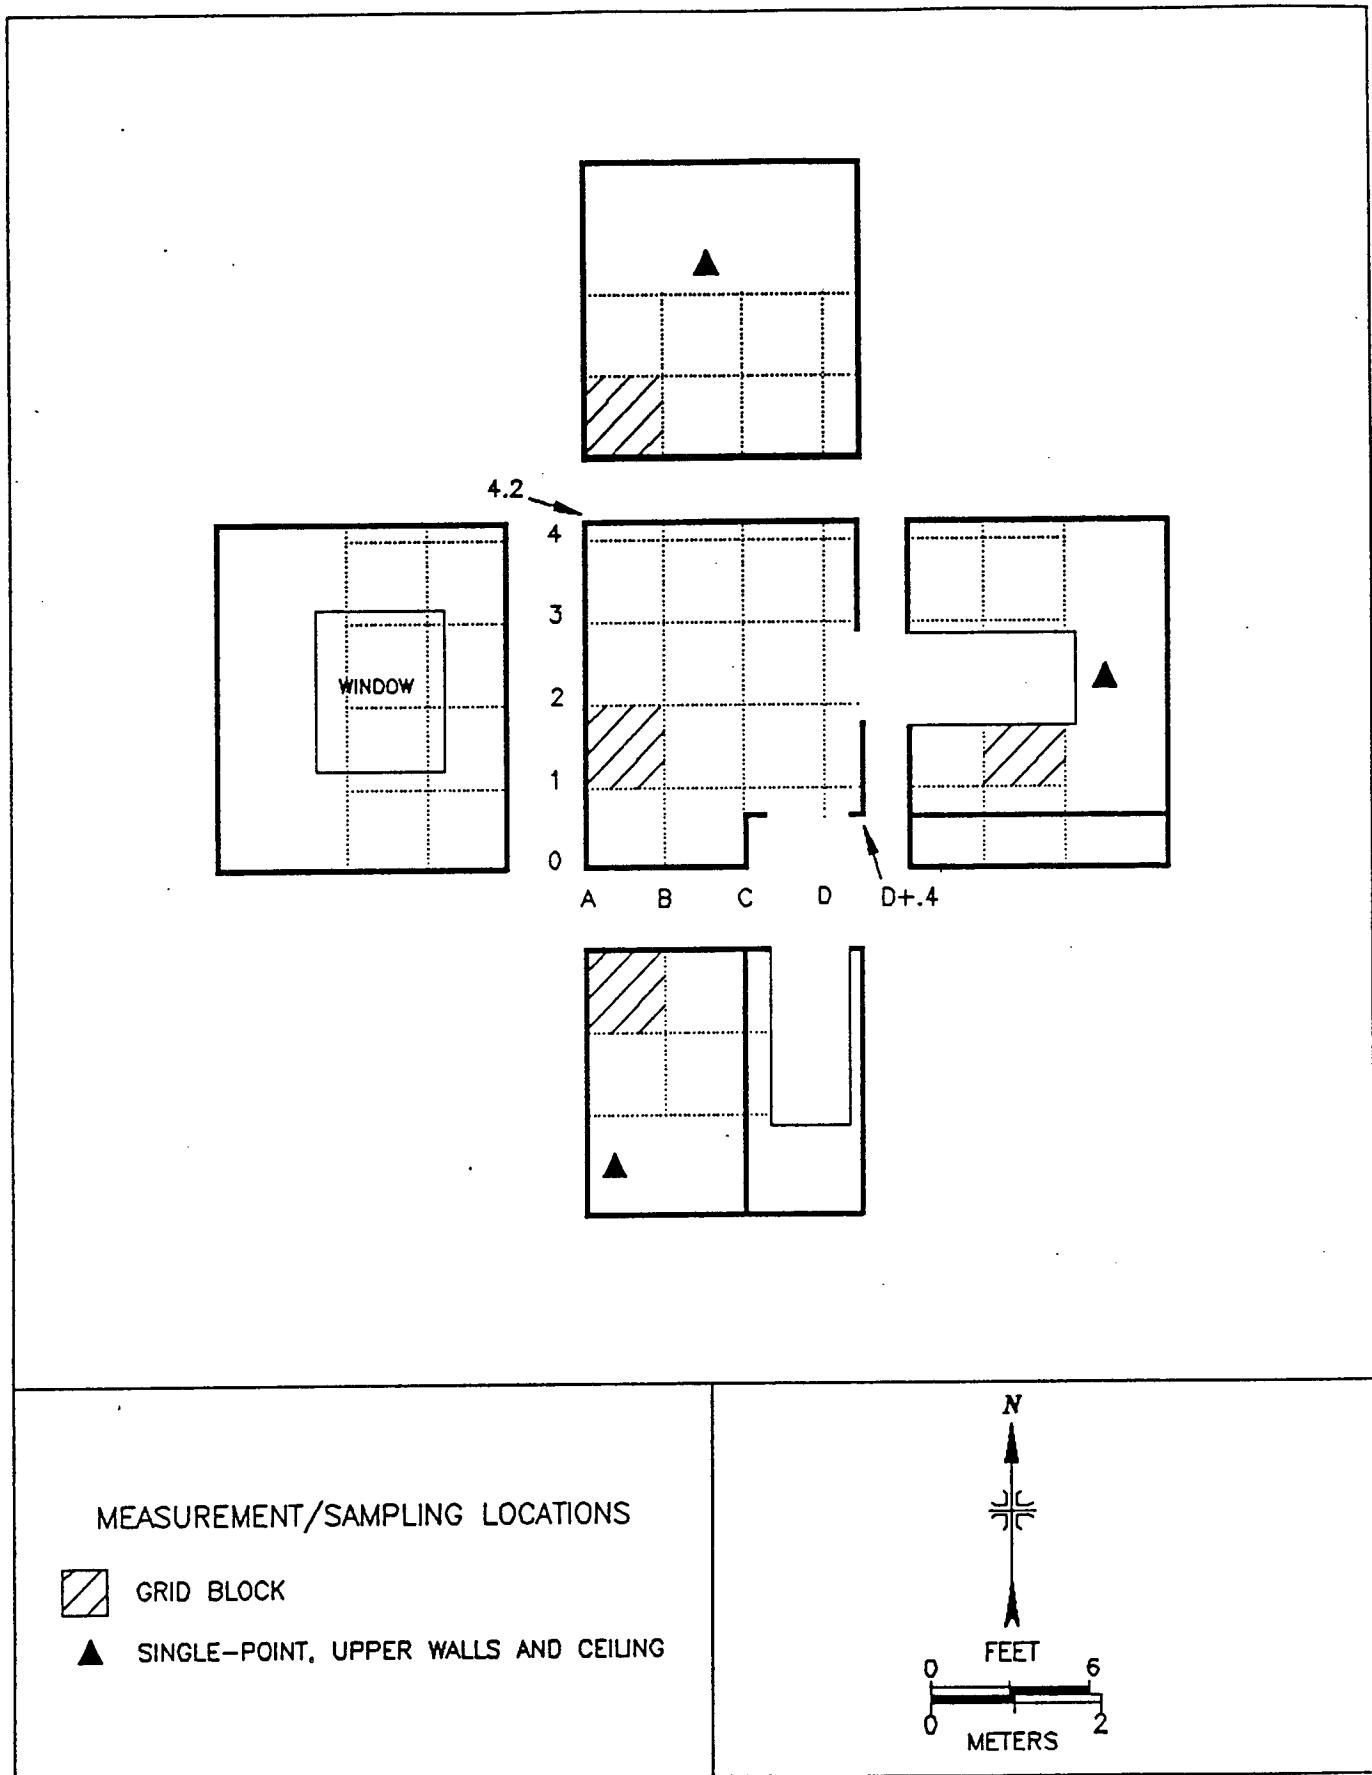 4.2
4
3
WINDOW
2
1
0
A B C D D+.4
MEASUREMENT/SAMPLING LOCATIONS
GRID BLOCK
SINGLE-POINT, UPPER WALLS AND CEILING
N
FEET
0 6
0 2
METERS